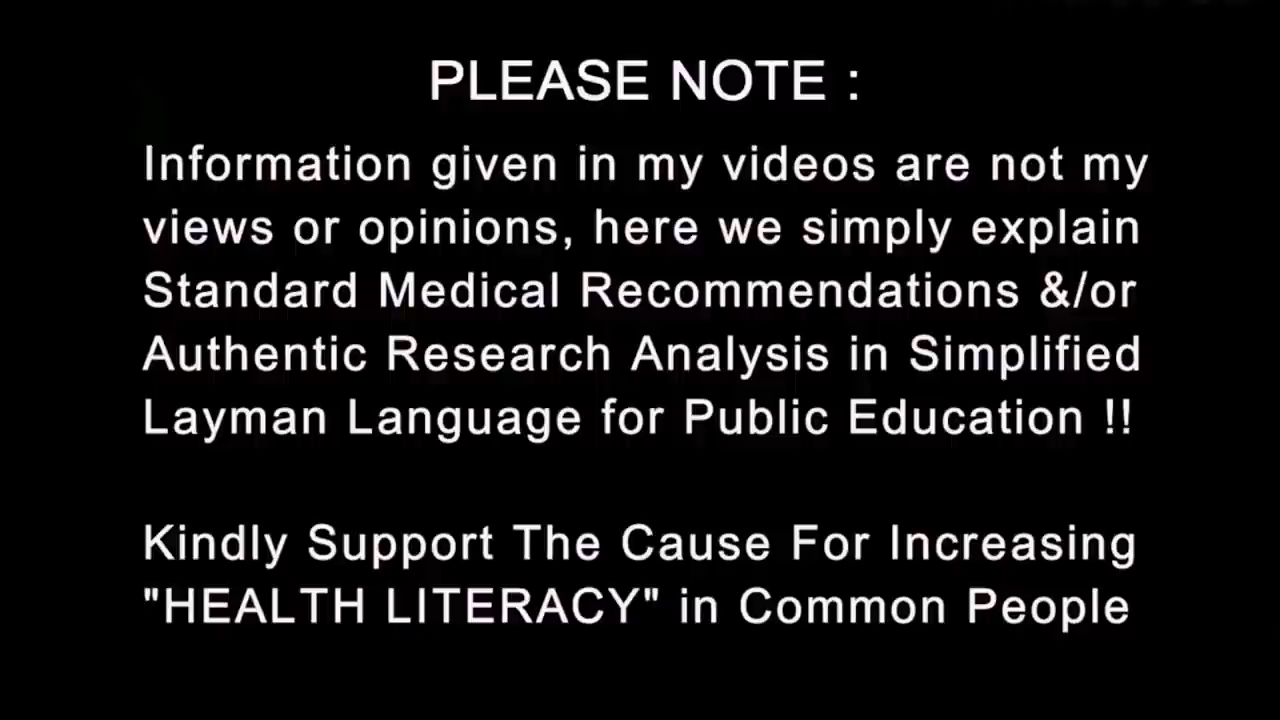 PLEASE NOTE :
Information given in my videos are not my
views or opinions, here we simply explain
Standard Medical Recommendations &/or
Authentic Research Analysis in Simplified
Layman Language for Public Education !!
Kindly Support The Cause For Increasing
"HEALTH LITERACY" in Common People